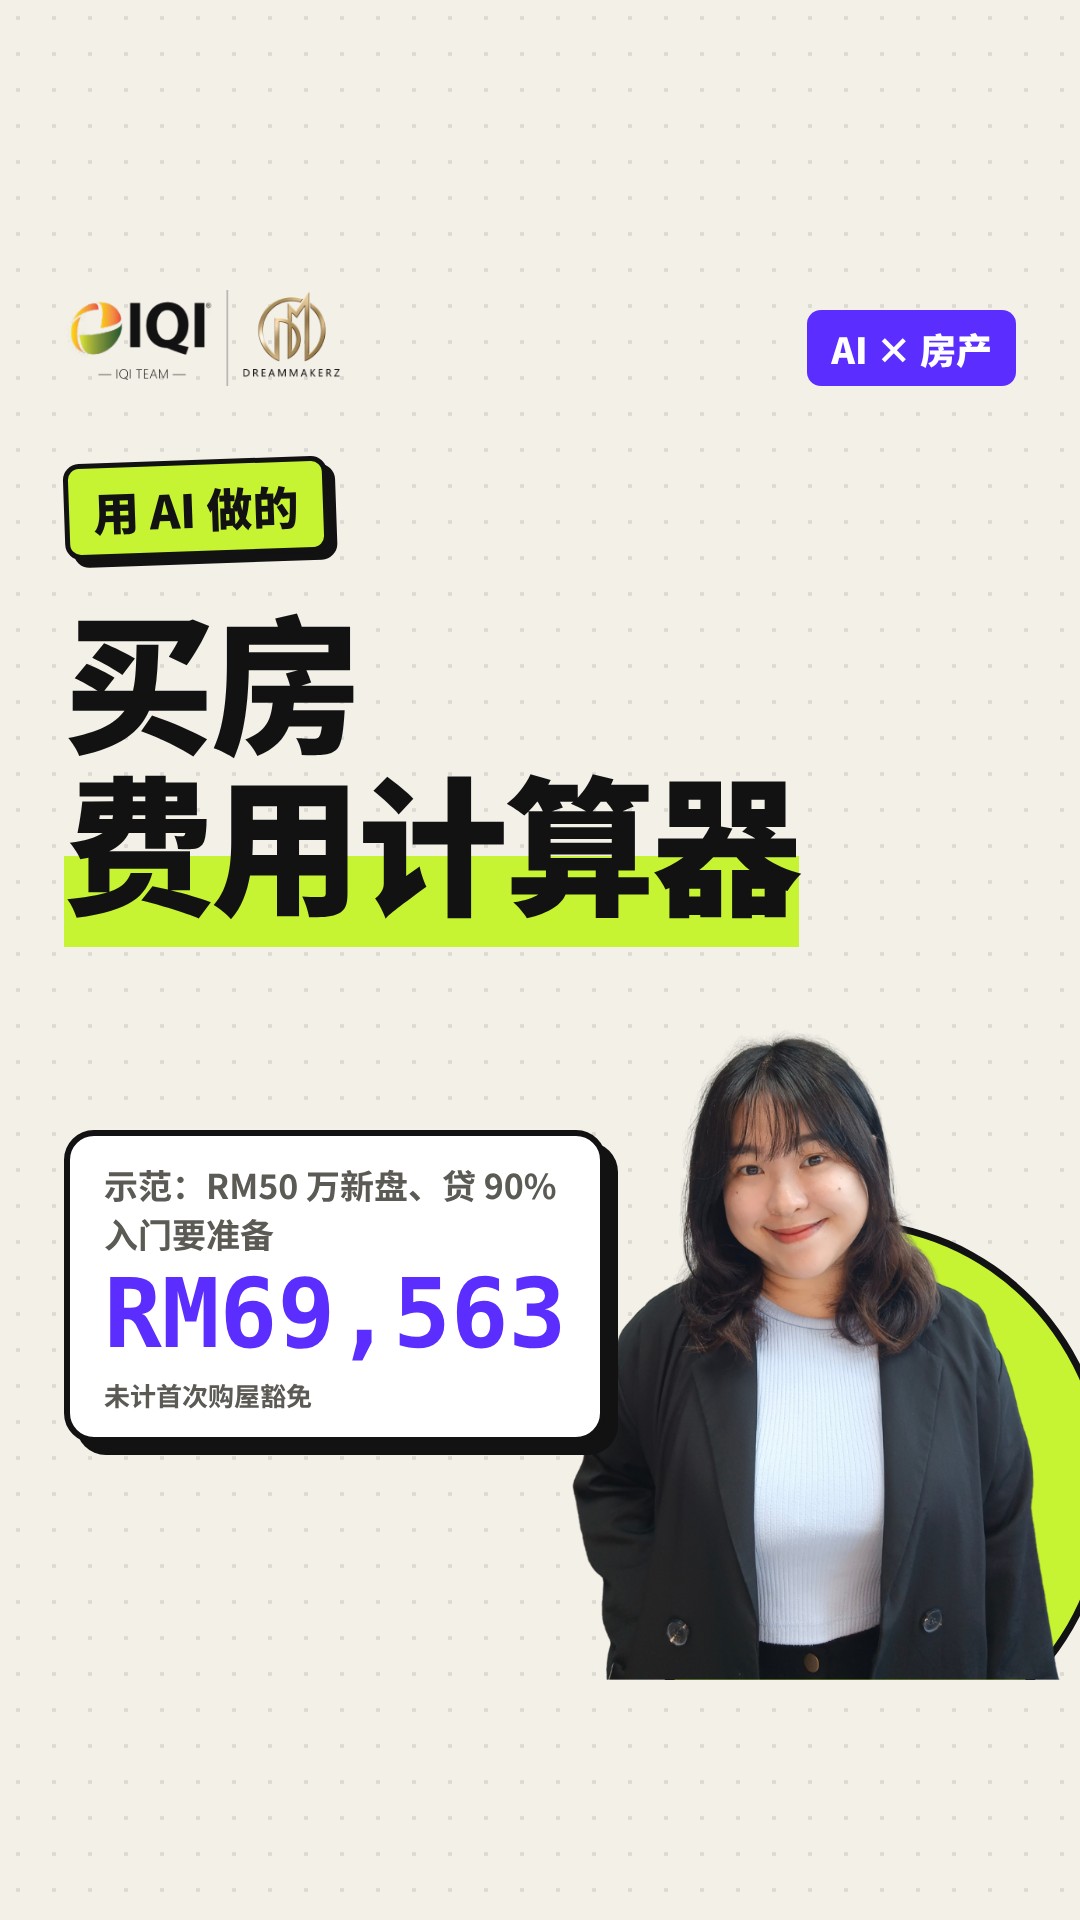 IQI
IQI TEAM
DREAMMAKERZ
AI × 房产
用 AI 做的
买房
费用计算器
示范：RM50 万新盘、贷 90%
入门要准备
RM69,563
未计首次购屋豁免